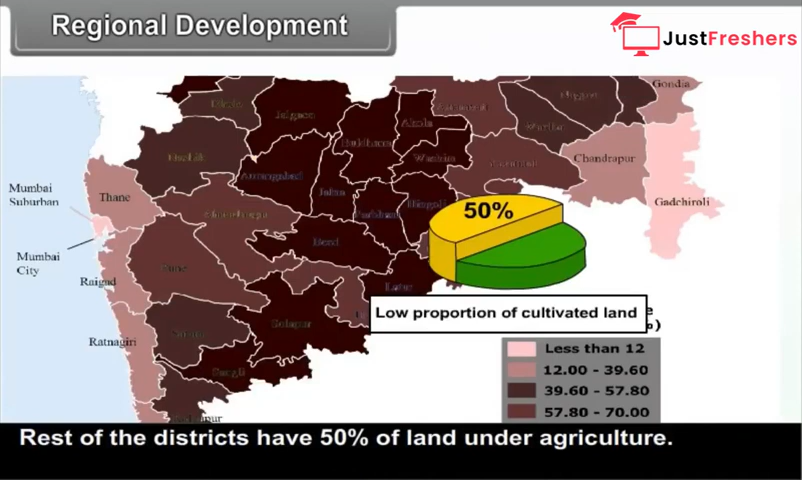 Regional Development
JustFreshers
Gondia
Nashik
Jalgaon
Akola
Buldhana
Washim
Chandrapur
Mumbai
Suburban
Thane
Aurangabad
Jalna
Parbhani
Hingoli
Gadchiroli
50%
Mumbai
City
Beed
Pune
Raigad
Latur
Low proportion of cultivated land
Ratnagiri
Solapur
Sangli
Less than 12
12.00 - 39.60
39.60 - 57.80
57.80 - 70.00
Rest of the districts have 50% of land under agriculture.